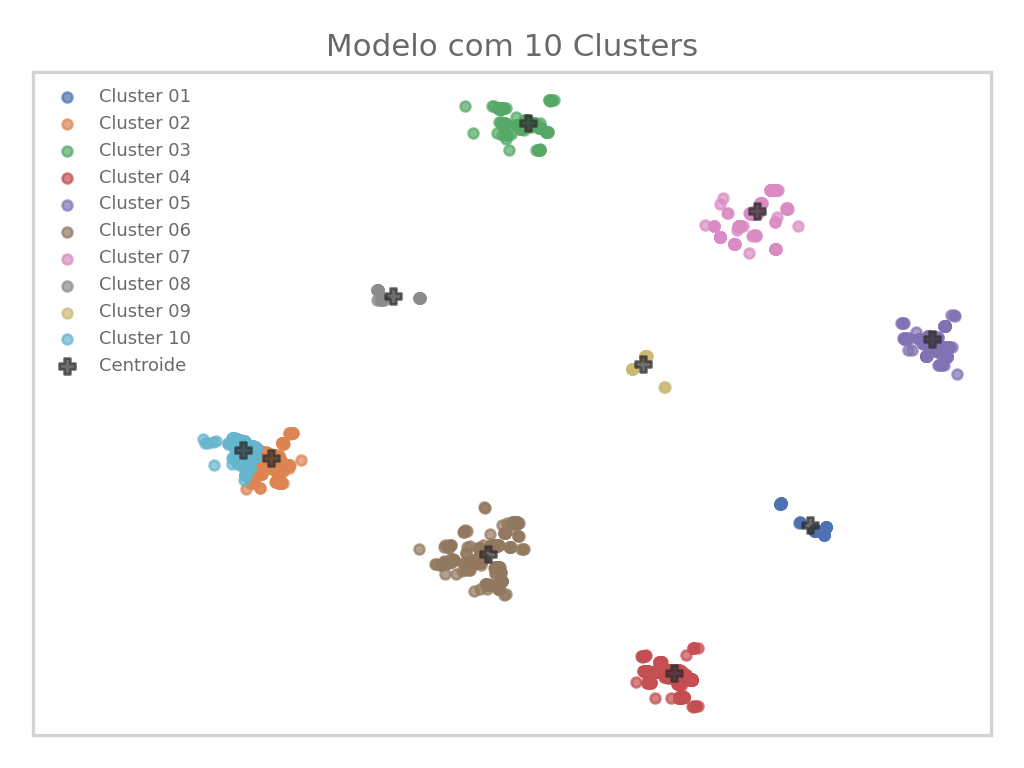 Modelo com 10 Clusters
Cluster 01
Cluster 02
Cluster 03
Cluster 04
Cluster 05
Cluster 06
Cluster 07
Cluster 08
Cluster 09
Cluster 10
Centroide